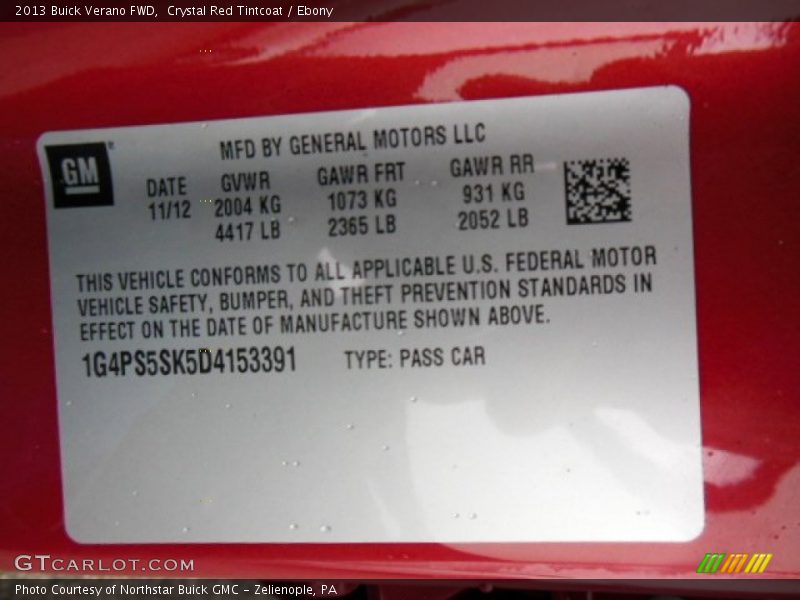 2013 Buick Verano FWD,  Crystal Red Tintcoat / Ebony
MFD BY GENERAL MOTORS LLC
GM
DATE GVWR GAWR FRT GAWR RR
11/12 2004 KG 1073 KG 931 KG
4417 LB 2365 LB 2052 LB
THIS VEHICLE CONFORMS TO ALL APPLICABLE U.S. FEDERAL MOTOR
VEHICLE SAFETY, BUMPER, AND THEFT PREVENTION STANDARDS IN
EFFECT ON THE DATE OF MANUFACTURE SHOWN ABOVE.
1G4PS5SK5D4153391 TYPE: PASS CAR
GTCARLOT.COM
Photo Courtesy of Northstar Buick GMC - Zelienople, PA